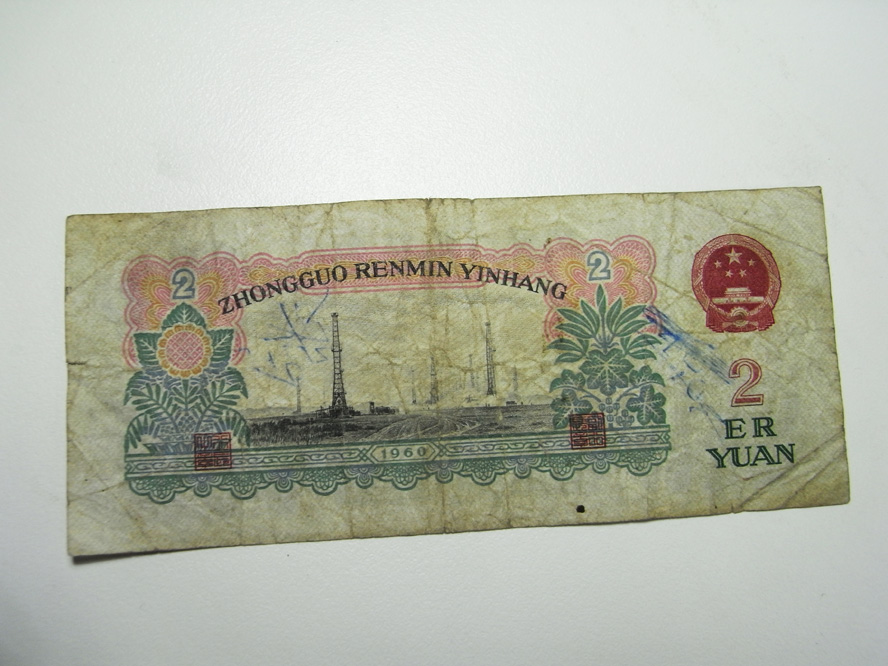 2
2
ZHONGGUO RENMIN YINHANG
1960
2
ER
YUAN